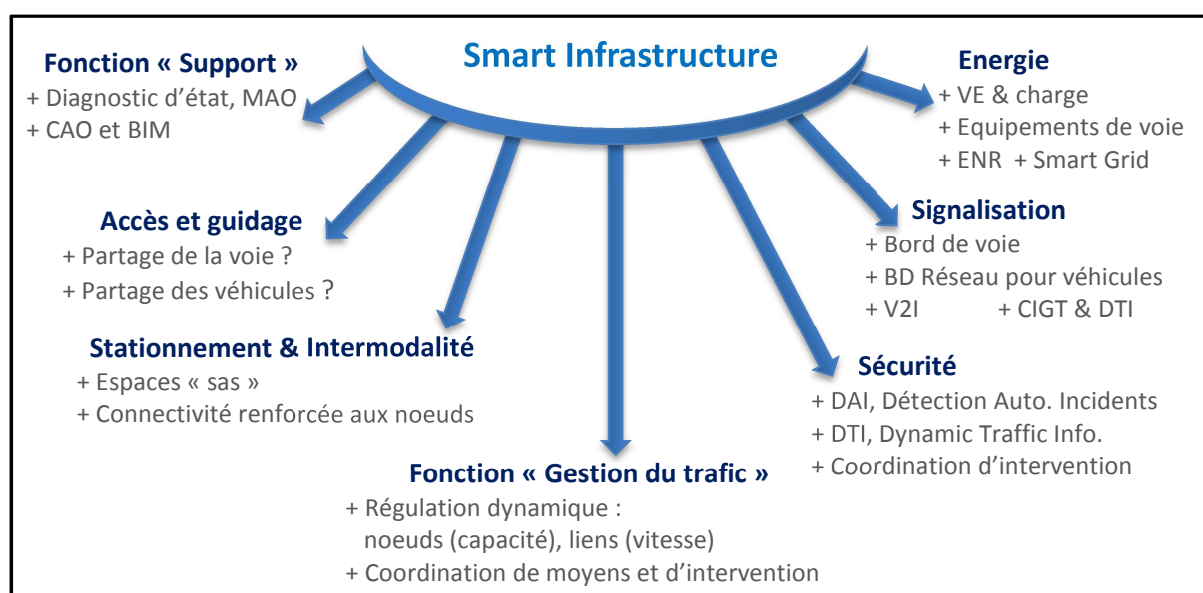 Smart Infrastructure
Fonction « Support »
+ Diagnostic d’état, MAO
+ CAO et BIM
Accès et guidage
+ Partage de la voie ?
+ Partage des véhicules ?
Stationnement & Intermodalité
+ Espaces « sas »
+ Connectivité renforcée aux noeuds
Fonction « Gestion du trafic »
+ Régulation dynamique :
noeuds (capacité), liens (vitesse)
+ Coordination de moyens et d’intervention
Sécurité
+ DAI, Détection Auto. Incidents
+ DTI, Dynamic Traffic Info.
+ Coordination d’intervention
Signalisation
+ Bord de voie
+ BD Réseau pour véhicules
+ V2I + CIGT & DTI
Energie
+ VE & charge
+ Equipements de voie
+ ENR + Smart Grid